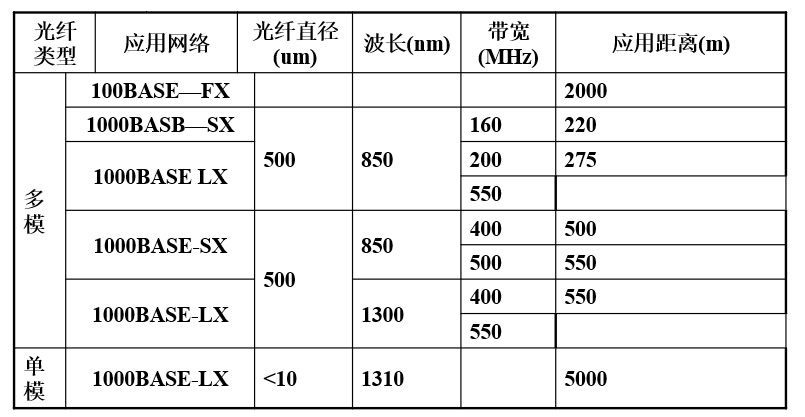 光纤类型 应用网络 光纤直径(um) 波长(nm) 带宽(MHz) 应用距离(m)
多模 100BASE—FX 2000
1000BASB—SX 500 850 160 220
1000BASE LX 200 275
550
1000BASE-SX 500 850 400 500
500 550
1000BASE-LX 1300 400 550
550
单模 1000BASE-LX <10 1310 5000